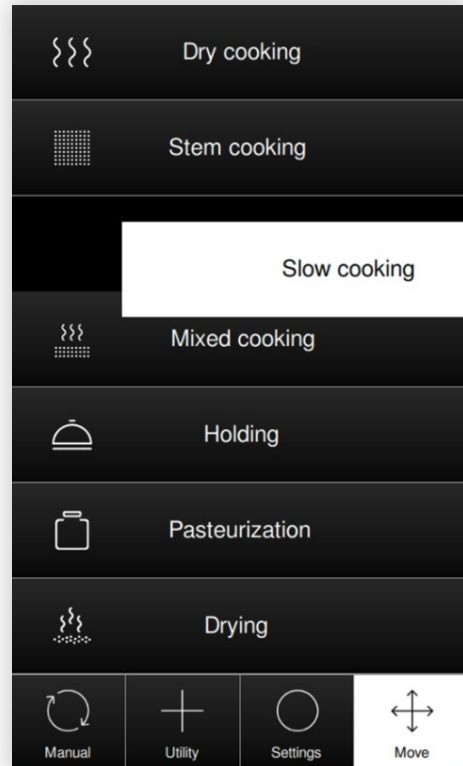 Dry cooking
Stem cooking
Slow cooking
Mixed cooking
Holding
Pasteurization
Drying
Manual
Utility
Settings
Move